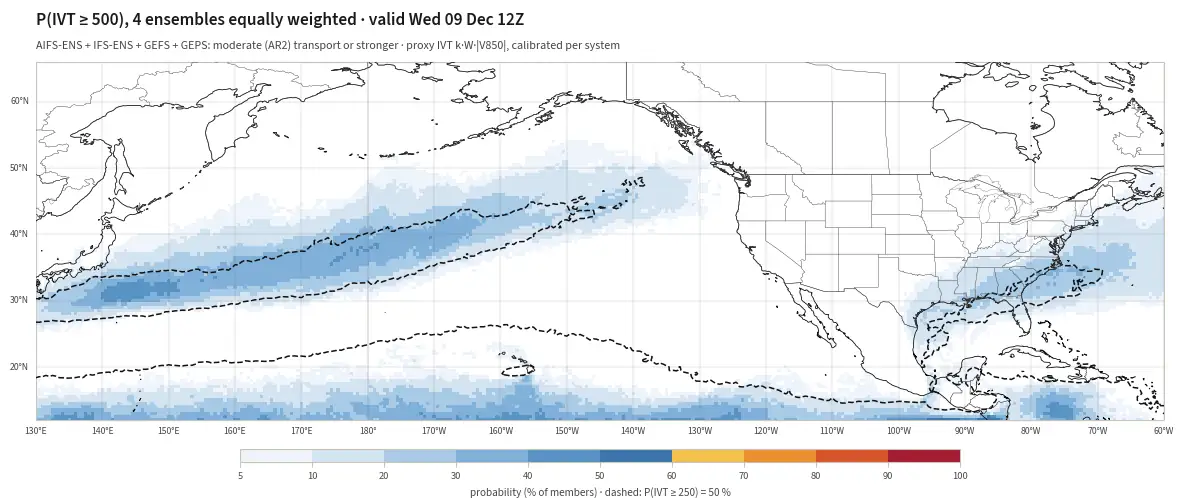 P(IVT ≥ 500), 4 ensembles equally weighted · valid Wed 09 Dec 12Z
AIFS-ENS + IFS-ENS + GEFS + GEPS: moderate (AR2) transport or stronger · proxy IVT k·W·|V850|, calibrated per system
60°N
50°N
40°N
30°N
20°N
130°E 140°E 150°E 160°E 180° 170°W 160°W 150°W 140°W 130°W 120°W 110°W 100°W 90°W 80°W 70°W 60°W
5 10 20 30 40 50 60 70 80 90 100
probability (% of members) · dashed: P(IVT ≥ 250) = 50 %